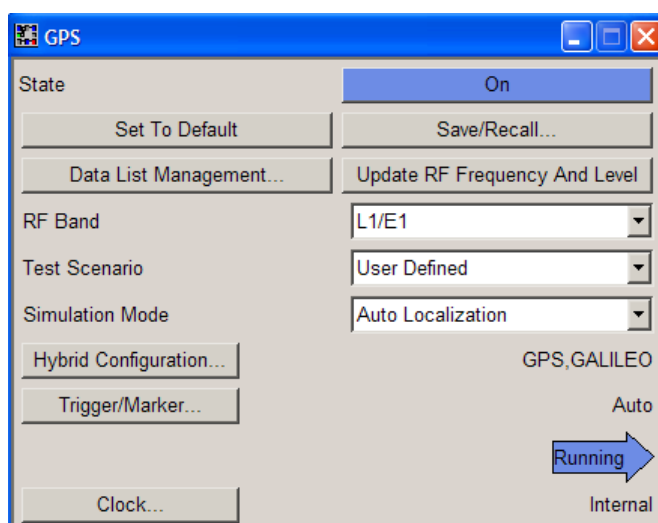 GPS
State On
Set To Default Save/Recall...
Data List Management... Update RF Frequency And Level
RF Band L1/E1
Test Scenario User Defined
Simulation Mode Auto Localization
Hybrid Configuration... GPS,GALILEO
Trigger/Marker... Auto
Running
Clock... Internal